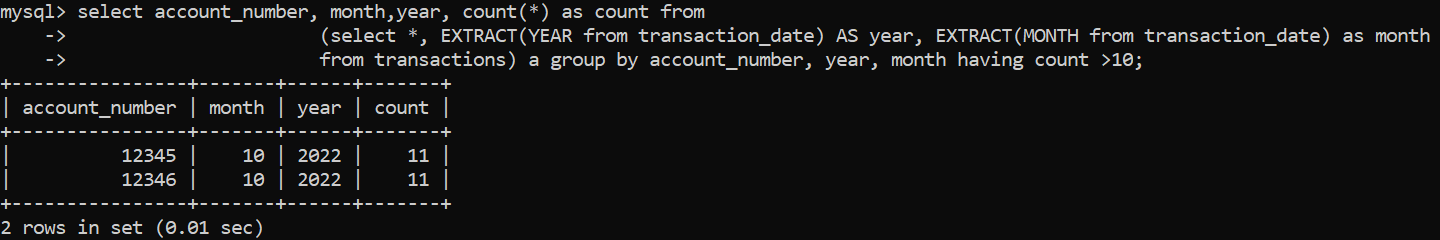 mysql> select account_number, month,year, count(*) as count from
    ->                      (select *, EXTRACT(YEAR from transaction_date) AS year, EXTRACT(MONTH from transaction_date) as month
    ->                      from transactions) a group by account_number, year, month having count >10;
+----------------+-------+------+-------+
| account_number | month | year | count |
+----------------+-------+------+-------+
|          12345 |    10 | 2022 |    11 |
|          12346 |    10 | 2022 |    11 |
+----------------+-------+------+-------+
2 rows in set (0.01 sec)